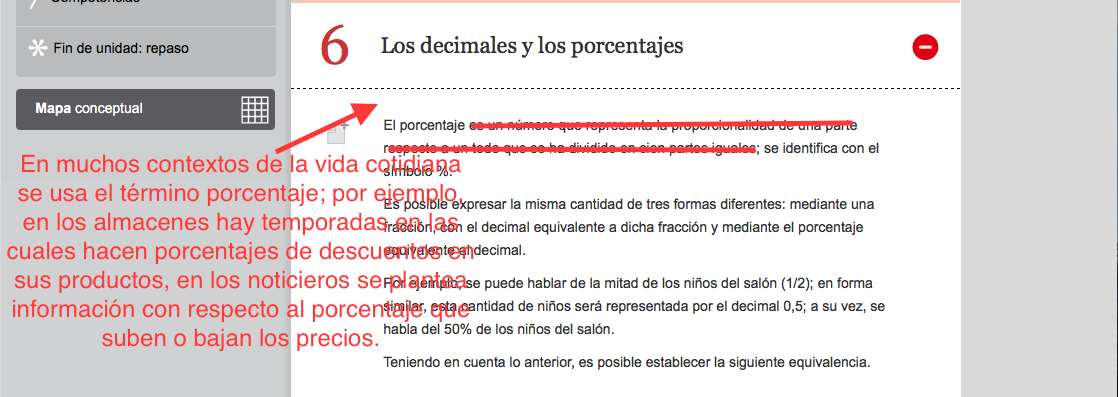 Competencias
Fin de unidad: repaso
Mapa conceptual
6 Los decimales y los porcentajes
El porcentaje es un número que representa la proporcionalidad de una parte
respecto a un todo que se ha dividido en cien partes iguales; se identifica con el
símbolo %.
Es posible expresar la misma cantidad de tres formas diferentes: mediante una
fracción, con el decimal equivalente a dicha fracción y mediante el porcentaje
equivalente al decimal.
Por ejemplo, se puede hablar de la mitad de los niños del salón (1/2); en forma
similar, esta cantidad de niños será representada por el decimal 0,5; a su vez, se
habla del 50% de los niños del salón.
Teniendo en cuenta lo anterior, es posible establecer la siguiente equivalencia.
En muchos contextos de la vida cotidiana
se usa el término porcentaje; por ejemplo,
en los almacenes hay temporadas en las
cuales hacen porcentajes de descuentos en
sus productos, en los noticieros se plantea
información con respecto al porcentaje que
suben o bajan los precios.